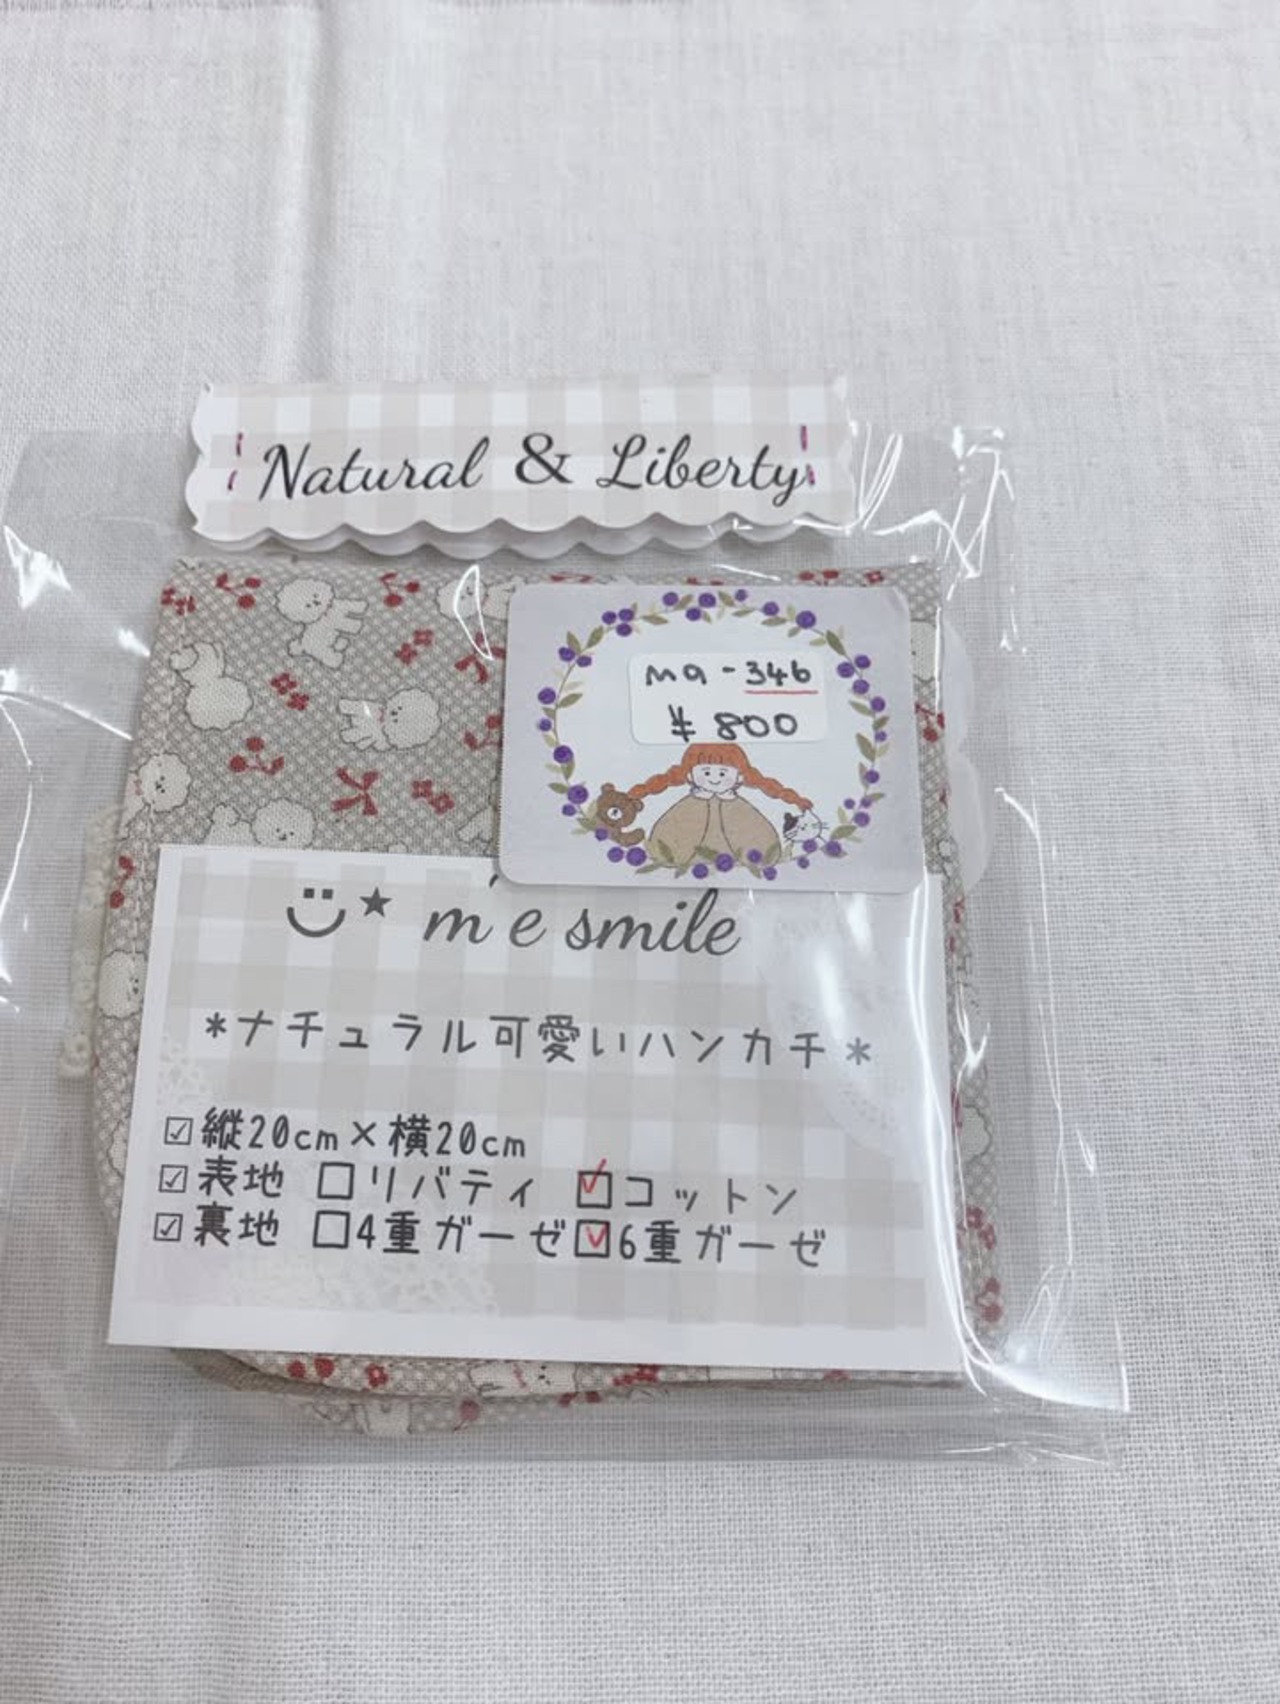 Natural & Liberty
ma-346
¥800
m'e smile
*ナチュラル可愛いハンカチ*
☑縦20cm×横20cm
☑表地 □リバティ ☑コットン
☑裏地 □4重ガーゼ☑6重ガーゼ